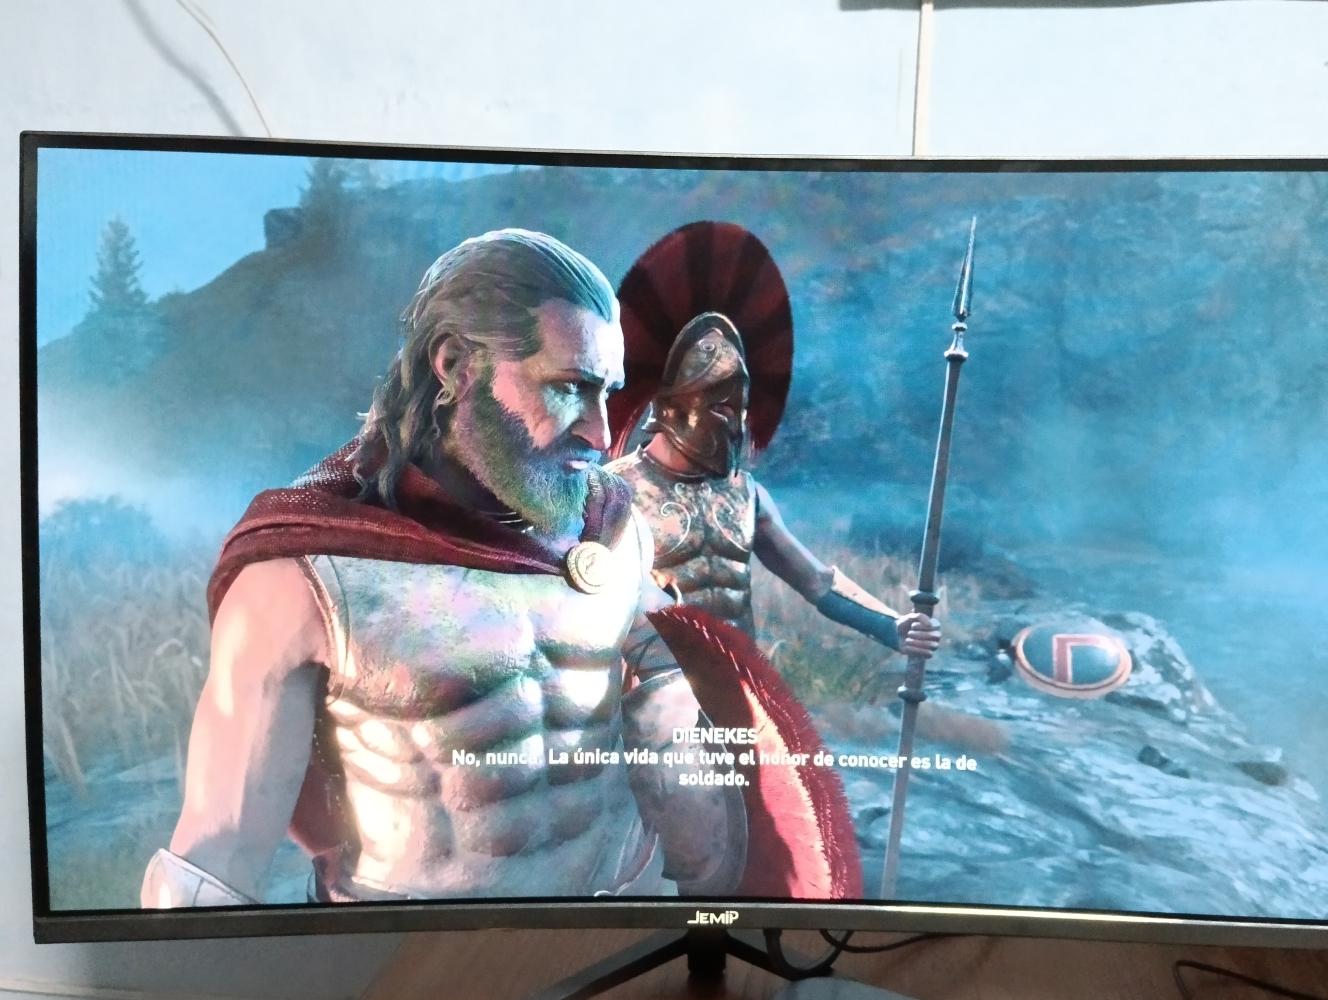 DIENEKES
No, nunca. La única vida que tuve el honor de conocer es la de
soldado.
JEMIP